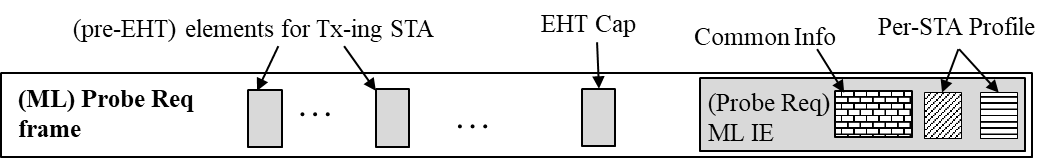 (pre-EHT) elements for Tx-ing STA
EHT Cap
Common Info
Per-STA Profile
(ML) Probe Req
frame
...
...
(Probe Req)
ML IE